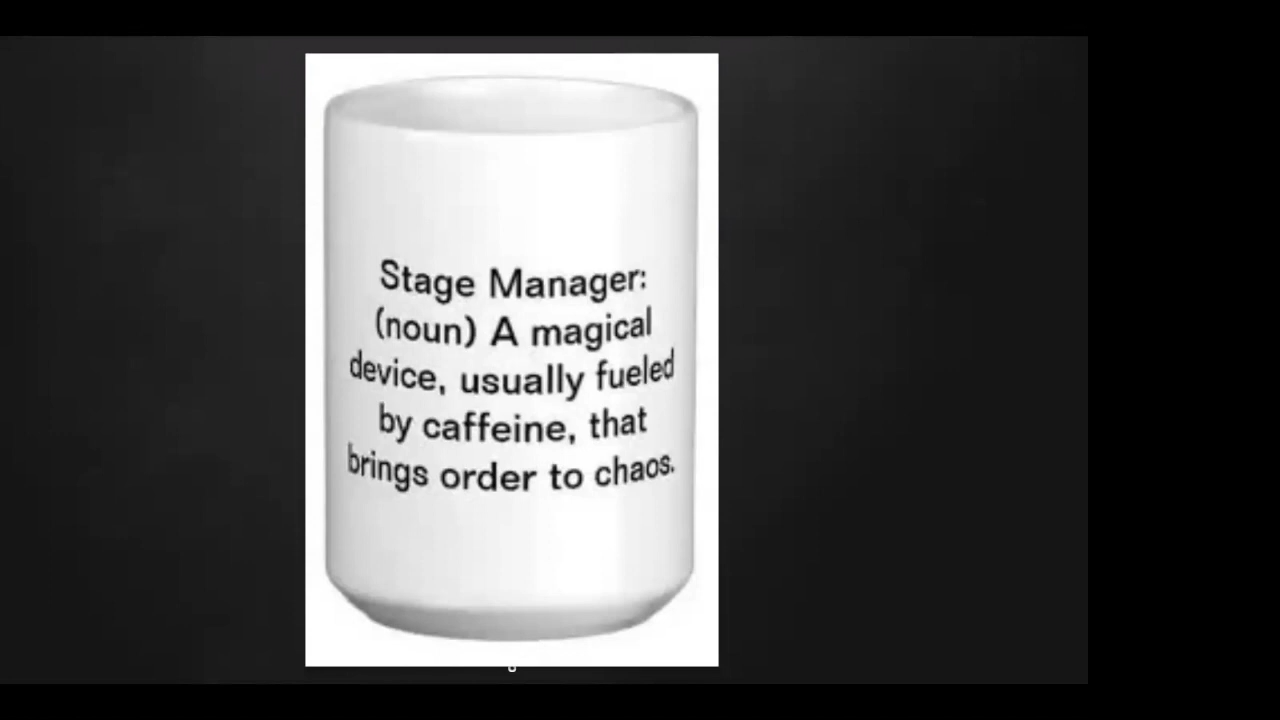 Stage Manager:
(noun) A magical
device, usually fueled
by caffeine, that
brings order to chaos.